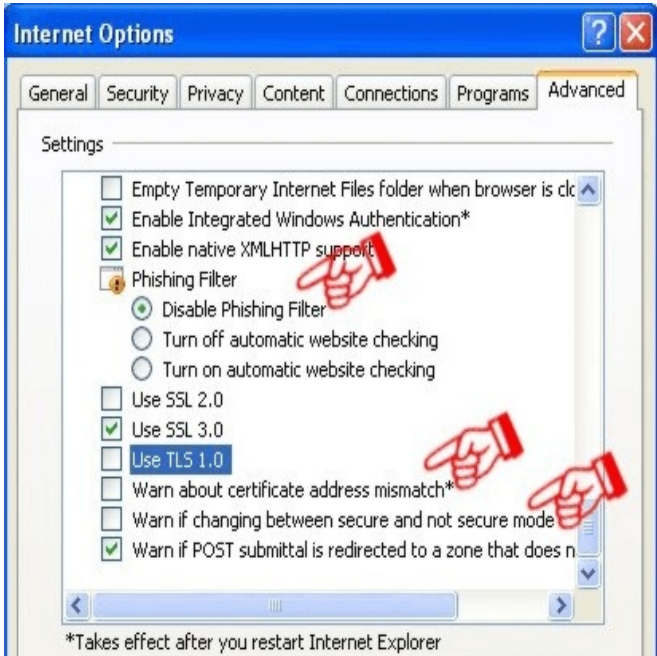 Internet Options
General Security Privacy Content Connections Programs Advanced
Settings
Empty Temporary Internet Files folder when browser is clo
Enable Integrated Windows Authentication*
Enable native XMLHTTP support
Phishing Filter
Disable Phishing Filter
Turn off automatic website checking
Turn on automatic website checking
Use SSL 2.0
Use SSL 3.0
Use TLS 1.0
Warn about certificate address mismatch*
Warn if changing between secure and not secure mode
Warn if POST submittal is redirected to a zone that does n
*Takes effect after you restart Internet Explorer